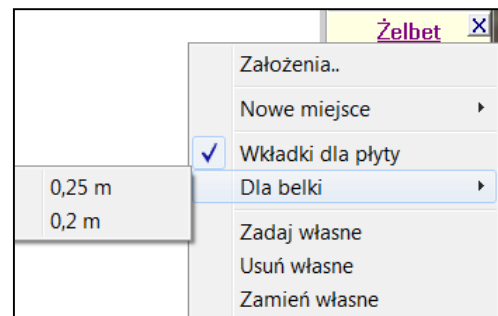 Żelbet X
Założenia..
Nowe miejsce
Wkładki dla płyty
Dla belki
0,25 m
0,2 m
Zadaj własne
Usuń własne
Zamień własne